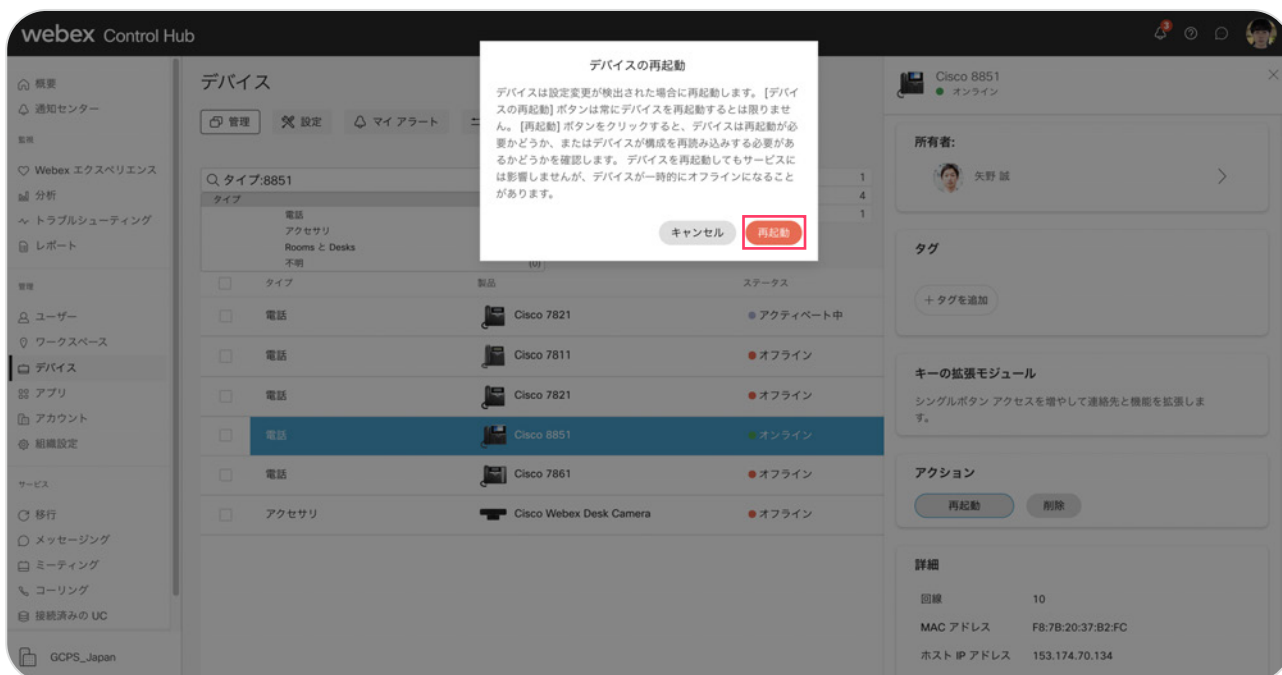 webex Control Hub
3
概要
通知センター
監視
Webex エクスペリエンス
分析
トラブルシューティング
レポート
管理
ユーザー
ワークスペース
デバイス
アプリ
アカウント
組織設定
サービス
移行
メッセージング
ミーティング
コーリング
接続済みの UC
GCPS_Japan
デバイス
管理
設定
マイ アラート
タイプ:8851
タイプ
電話
アクセサリ
Rooms と Desks
不明
(0)
1
4
1
タイプ 製品 ステータス
電話 Cisco 7821 アクティベート中
電話 Cisco 7811 オフライン
電話 Cisco 7821 オフライン
電話 Cisco 8851 オンライン
電話 Cisco 7861 オフライン
アクセサリ Cisco Webex Desk Camera オフライン
デバイスの再起動
デバイスは設定変更が検出された場合に再起動します。 [デバイ
スの再起動] ボタンは常にデバイスを再起動するとは限りませ
ん。 [再起動] ボタンをクリックすると、デバイスは再起動が必
要かどうか、またはデバイスが構成を再読み込みする必要があ
るかどうかを確認します。 デバイスを再起動してもサービスに
は影響しませんが、デバイスが一時的にオフラインになること
があります。
キャンセル 再起動
Cisco 8851
オンライン
所有者:
矢野 誠
タグ
+ タグを追加
キーの拡張モジュール
シングルボタン アクセスを増やして連絡先と機能を拡張しま
す。
アクション
再起動 削除
詳細
回線 10
MAC アドレス F8:7B:20:37:B2:FC
ホスト IP アドレス 153.174.70.134